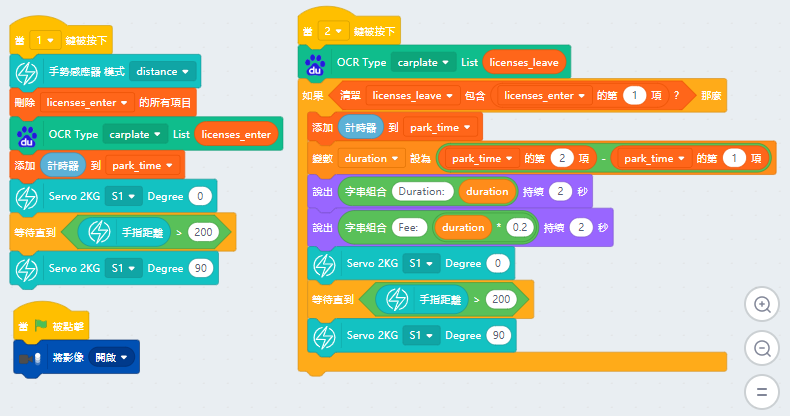 當 1 鍵被按下
手勢感應器 模式 distance
刪除 licenses_enter 的所有項目
du OCR Type carplate List licenses_enter
添加 計時器 到 park_time
Servo 2KG S1 Degree 0
等待直到 手指距離 > 200
Servo 2KG S1 Degree 90
當 被點擊
將影像 開啟
當 2 鍵被按下
du OCR Type carplate List licenses_leave
如果 清單 licenses_leave 包含 licenses_enter 的第 1 項 ? 那麼
添加 計時器 到 park_time
變數 duration 設為 park_time 的第 2 項 - park_time 的第 1 項
說出 字串組合 Duration: duration 持續 2 秒
說出 字串組合 Fee: duration * 0.2 持續 2 秒
Servo 2KG S1 Degree 0
等待直到 手指距離 > 200
Servo 2KG S1 Degree 90